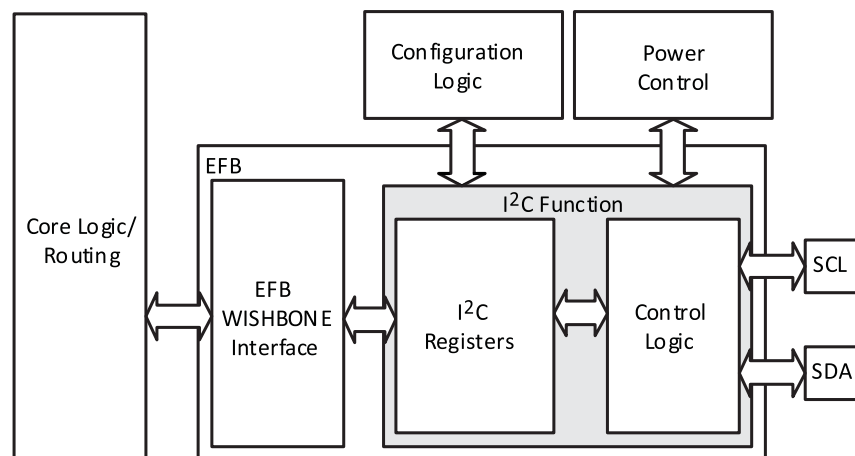 Configuration
Logic
Power
Control
EFB
I²C Function
Core Logic/
Routing
EFB
WISHBONE
Interface
I²C
Registers
Control
Logic
SCL
SDA